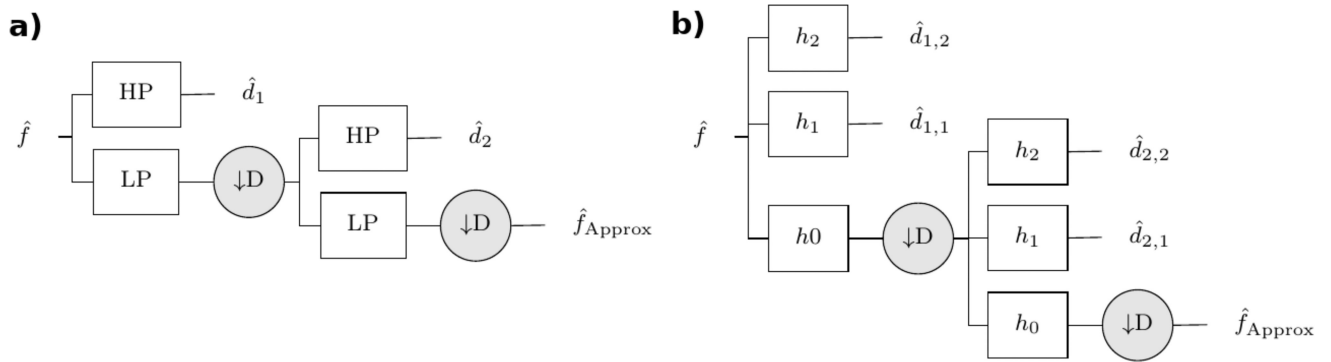 a)
HP
d̂₁
f̂
LP
↓D
HP
d̂₂
LP
↓D
f̂Approx
b)
h₂
d̂₁,₂
f̂
h₁
d̂₁,₁
h0
↓D
h₂
d̂₂,₂
h₁
d̂₂,₁
h₀
↓D
f̂Approx